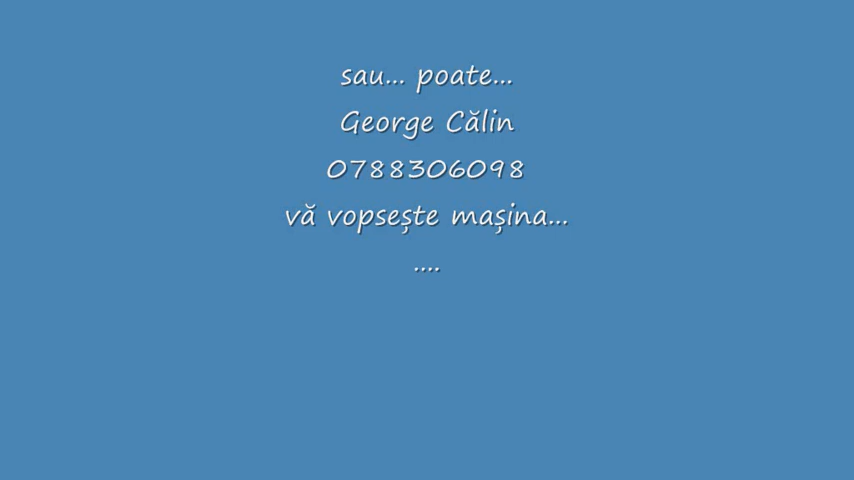 sau... poate...
George Călin
0788306098
vă vopsește mașina...
....